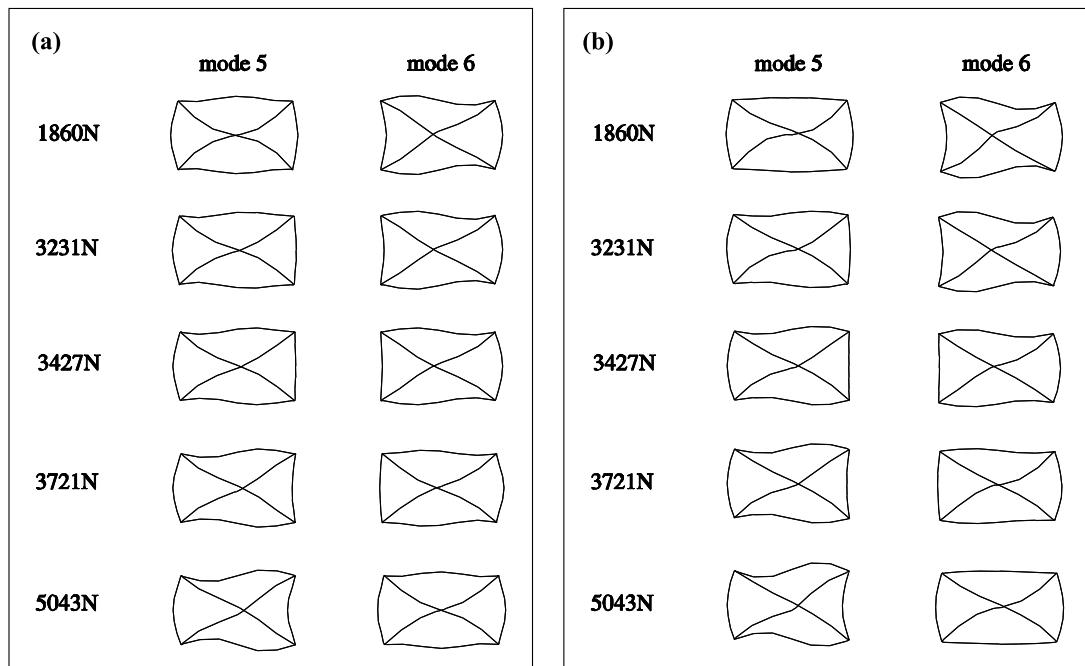 (a)
mode 5 mode 6
1860N
3231N
3427N
3721N
5043N
(b)
mode 5 mode 6
1860N
3231N
3427N
3721N
5043N